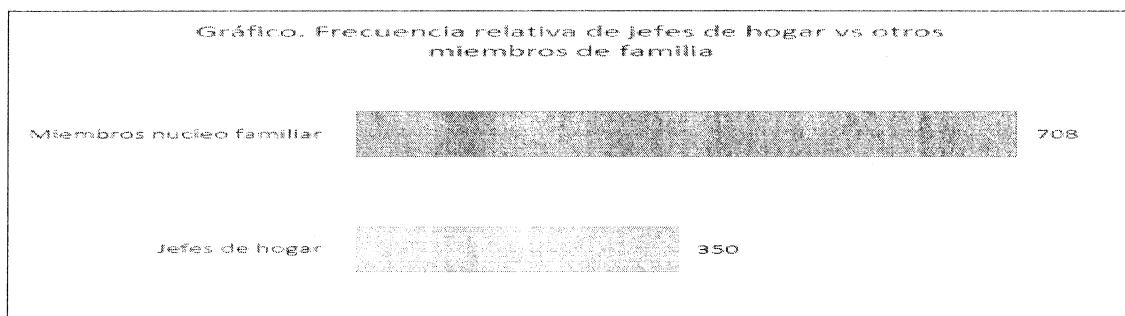 Gráfico. Frecuencia relativa de jefes de hogar vs otros
miembros de familia
Miembros nucleo familiar
708
Jefes de hogar
350